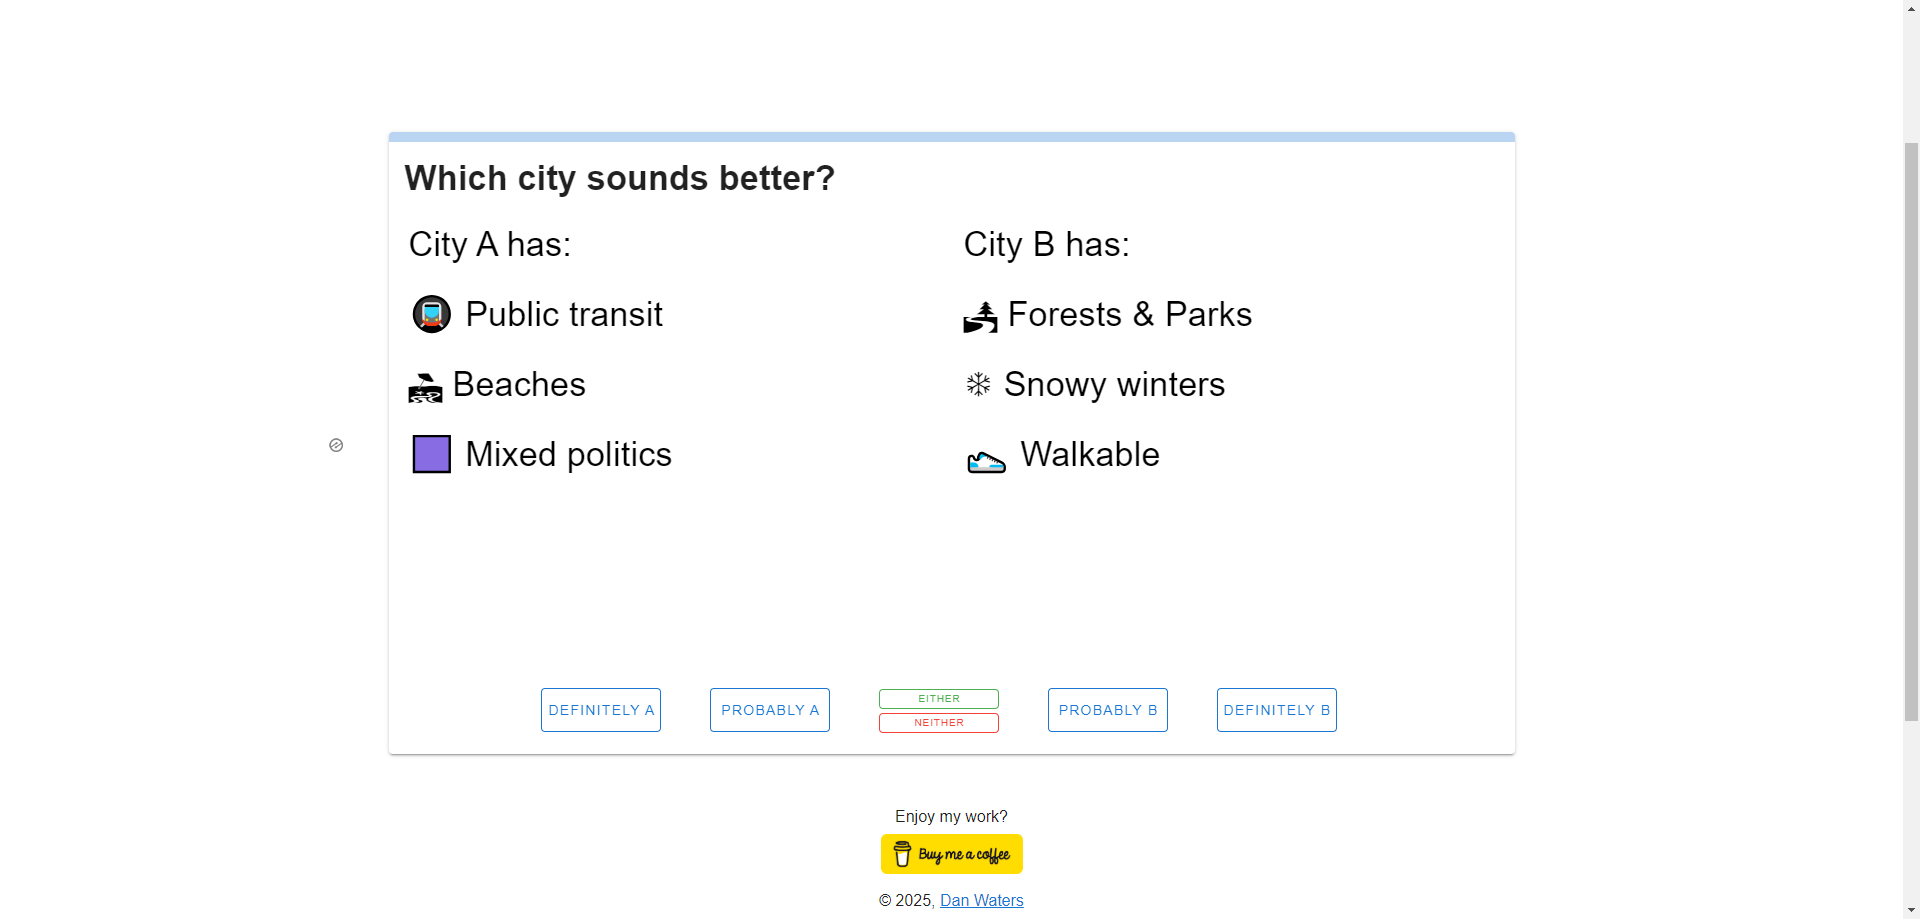 Which city sounds better?
City A has:
Public transit
Beaches
Mixed politics
City B has:
Forests & Parks
Snowy winters
Walkable
DEFINITELY A
PROBABLY A
EITHER
NEITHER
PROBABLY B
DEFINITELY B
Enjoy my work?
Buy me a coffee
© 2025, Dan Waters